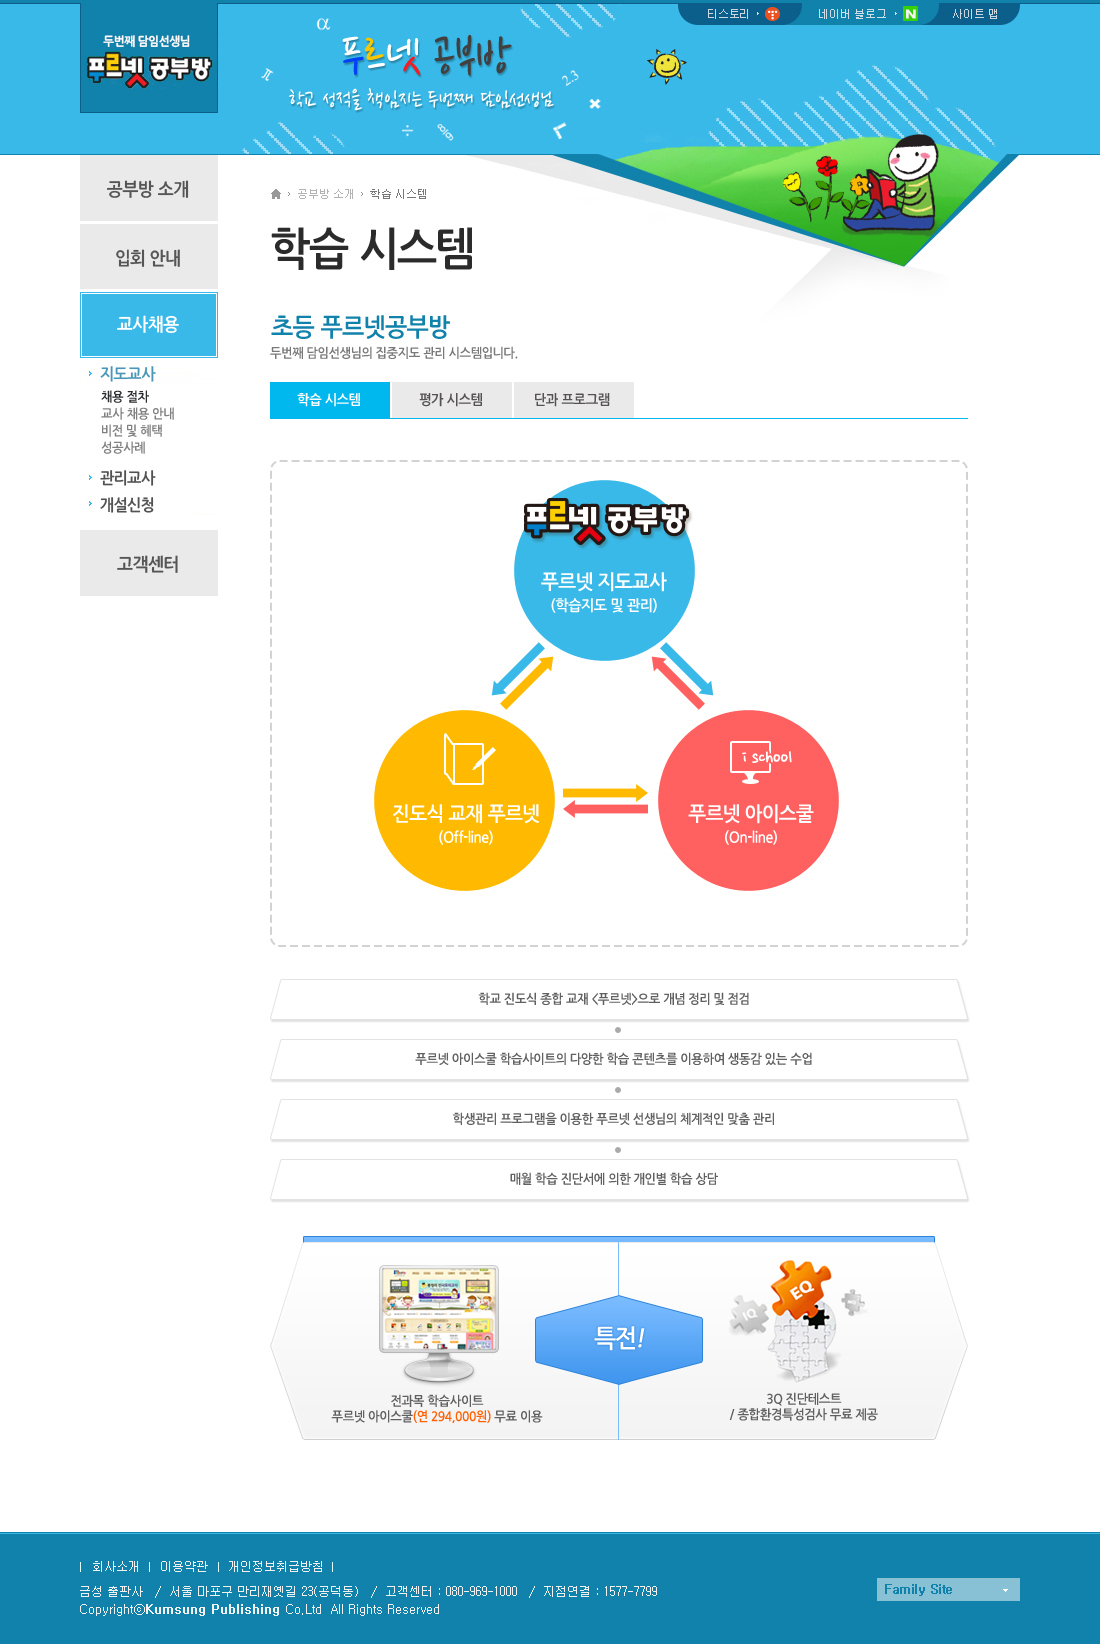 티스토리
네이버 블로그
사이트 맵
두번째 담임선생님
푸르넷 공부방
α
푸르넷 공부방
학교 성적을 책임지는 두번째 담임선생님
π
2.3
÷
공부방 소개
입회 안내
교사채용
지도교사
채용 절차
교사 채용 안내
비전 및 혜택
성공사례
관리교사
개설신청
고객센터
공부방 소개 › 학습 시스템
학습 시스템
초등 푸르넷공부방
두번째 담임선생님의 집중지도 관리 시스템입니다.
학습 시스템
평가 시스템
단과 프로그램
푸르넷 공부방
푸르넷 지도교사
(학습지도 및 관리)
진도식 교재 푸르넷
(Off-line)
i school
푸르넷 아이스쿨
(On-line)
학교 진도식 종합 교재 <푸르넷>으로 개념 정리 및 점검
푸르넷 아이스쿨 학습사이트의 다양한 학습 콘텐츠를 이용하여 생동감 있는 수업
학생관리 프로그램을 이용한 푸르넷 선생님의 체계적인 맞춤 관리
매월 학습 진단서에 의한 개인별 학습 상담
특전!
IQ
EQ
전과목 학습사이트
푸르넷 아이스쿨(연 294,000원) 무료 이용
3Q 진단테스트
/ 종합환경특성검사 무료 제공
| 회사소개 | 이용약관 | 개인정보취급방침 |
금성 출판사 / 서울 마포구 만리재옛길 23(공덕동) / 고객센터 : 080-969-1000 / 지점연결 : 1577-7799
Copyright©Kumsung Publishing Co,Ltd All Rights Reserved
Family Site